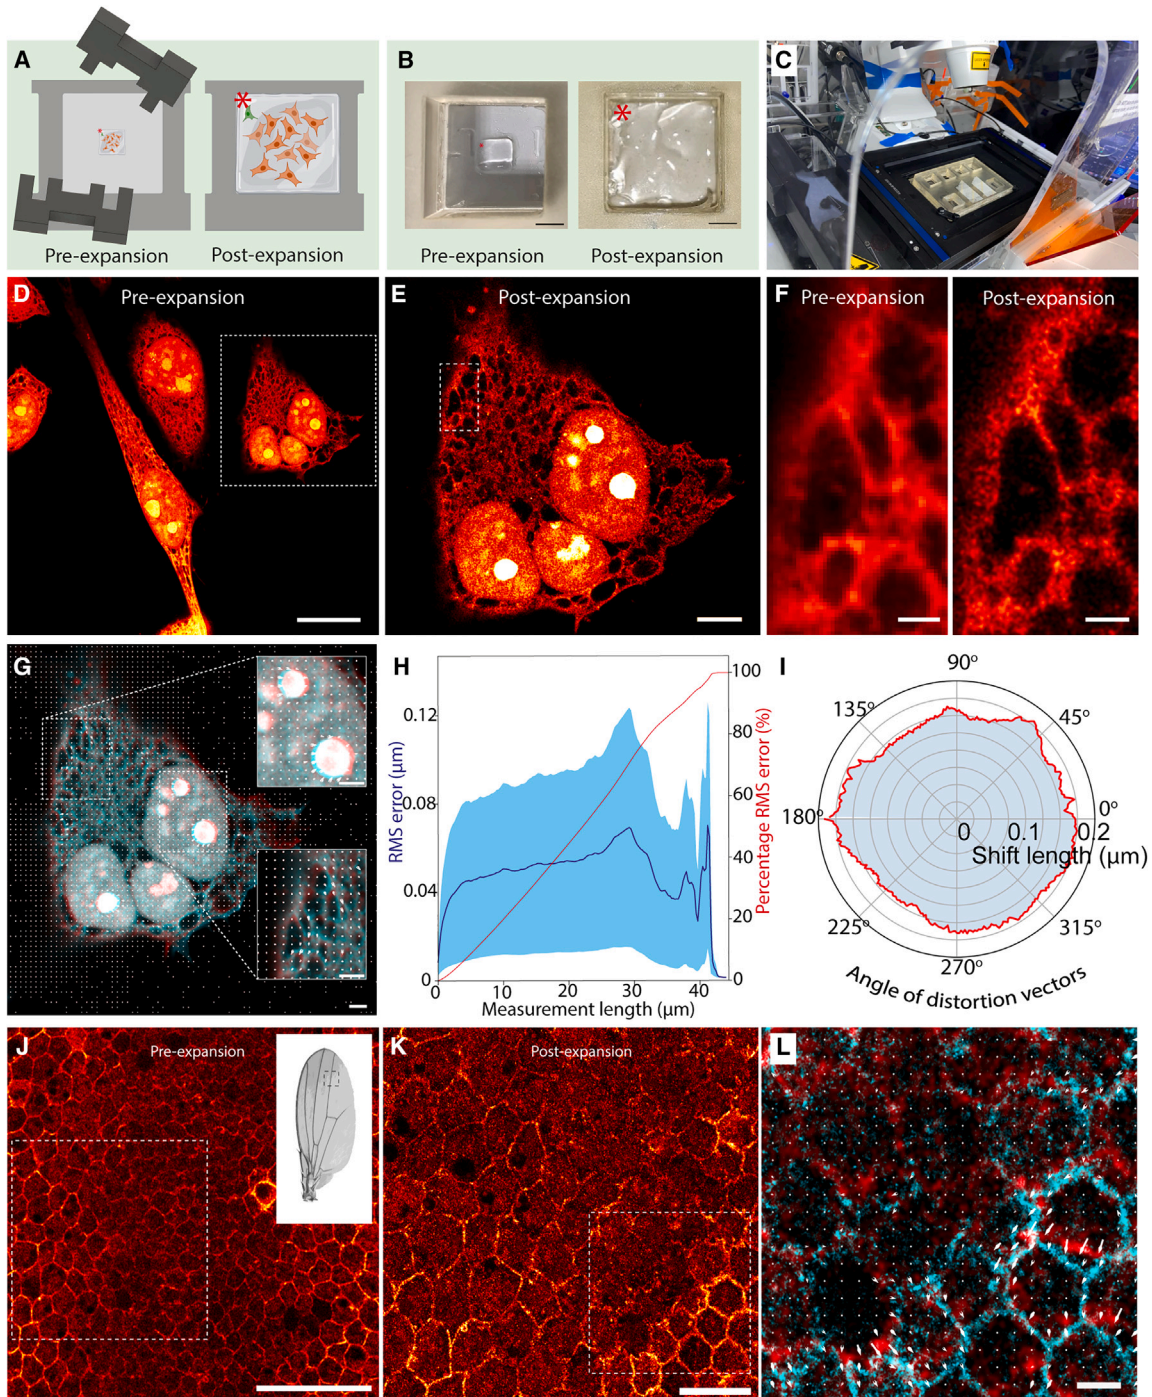 A
Pre-expansion
Post-expansion
B
Pre-expansion
Post-expansion
C
D
Pre-expansion
E
Post-expansion
F
Pre-expansion
Post-expansion
G
H
RMS error (µm)
0.12
0.08
0.04
0
0
10
20
30
40
Measurement length (µm)
100
80
60
40
20
0
Percentage RMS error (%)
I
90°
135°
45°
180°
0°
0
0.1
0.2
Shift length (µm)
225°
315°
270°
Angle of distortion vectors
J
Pre-expansion
K
Post-expansion
L